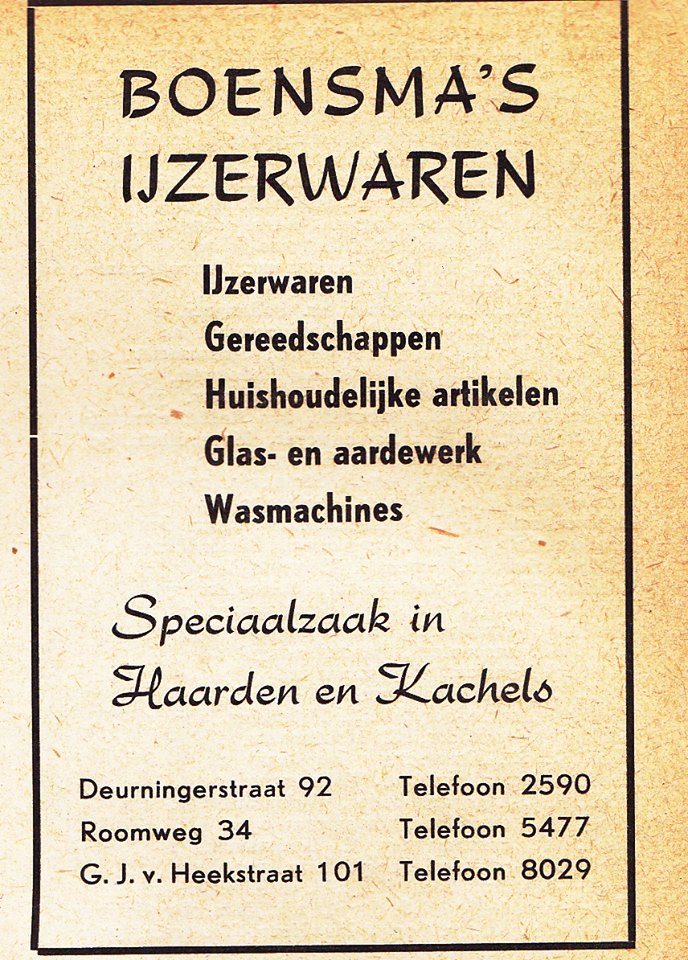 BOENSMA'S
IJZERWAREN
IJzerwaren
Gereedschappen
Huishoudelijke artikelen
Glas- en aardewerk
Wasmachines
Speciaalzaak in
Haarden en Kachels
Deurningerstraat 92 Telefoon 2590
Roomweg 34 Telefoon 5477
G. J. v. Heekstraat 101 Telefoon 8029